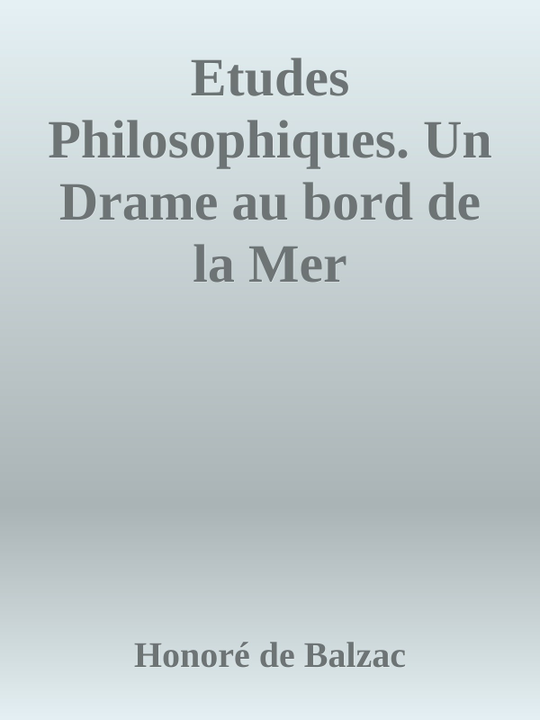 Etudes
Philosophiques. Un
Drame au bord de
la Mer
Honoré de Balzac